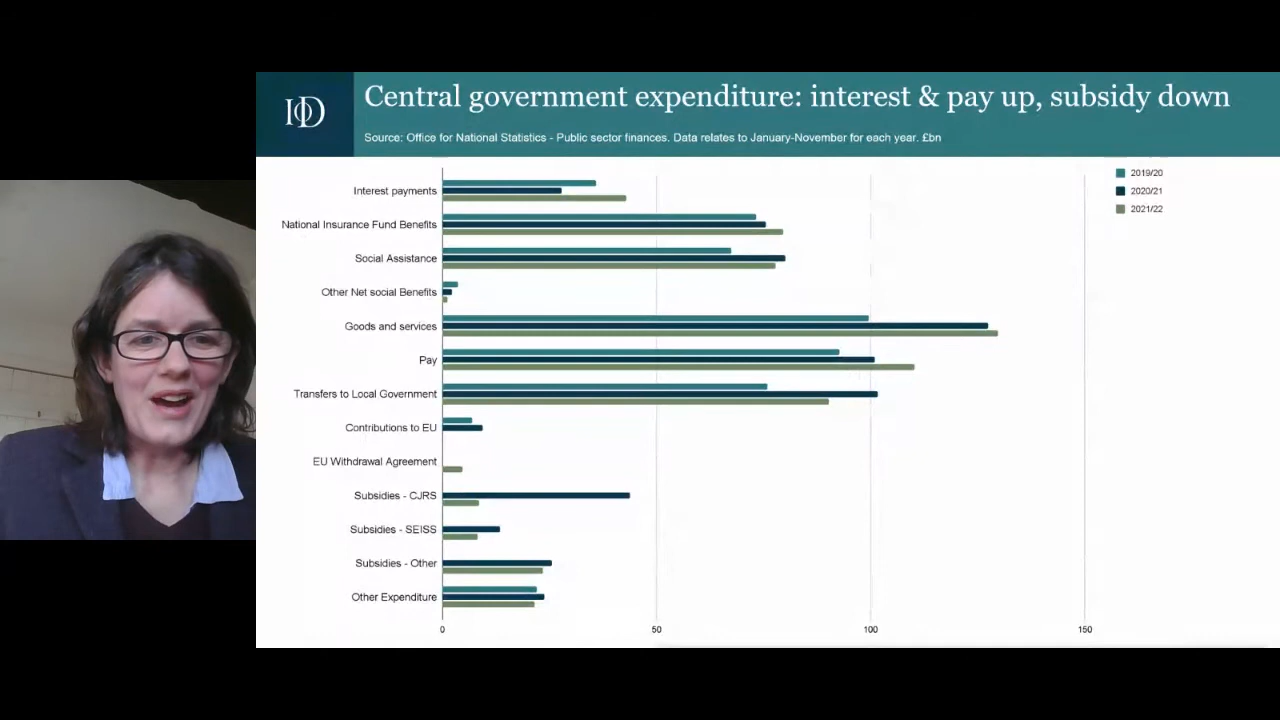 IOD
Central government expenditure: interest & pay up, subsidy down
Source: Office for National Statistics - Public sector finances. Data relates to January-November for each year. £bn
2019/20
2020/21
2021/22
Interest payments
National Insurance Fund Benefits
Social Assistance
Other Net social Benefits
Goods and services
Pay
Transfers to Local Government
Contributions to EU
EU Withdrawal Agreement
Subsidies - CJRS
Subsidies - SEISS
Subsidies - Other
Other Expenditure
0 50 100 150